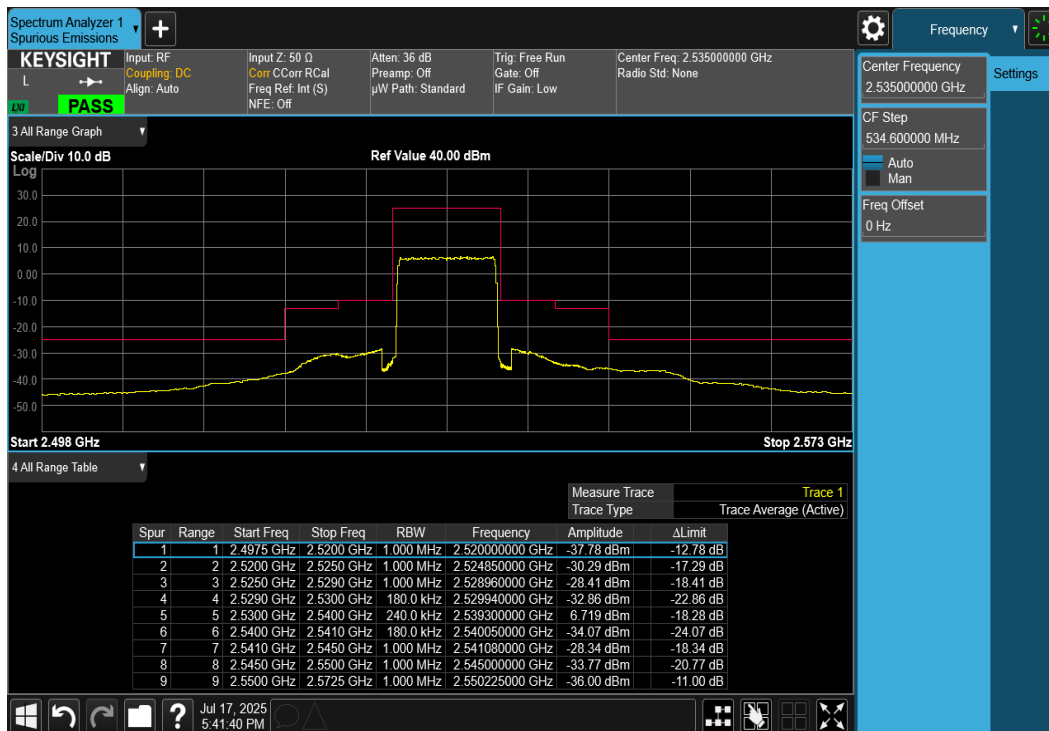 Spectrum Analyzer 1
Spurious Emissions
+
Frequency
KEYSIGHT
L
LXI
PASS
Input: RF
Coupling: DC
Align: Auto
Input Z: 50 Ω
Corr CCorr RCal
Freq Ref: Int (S)
NFE: Off
Atten: 36 dB
Preamp: Off
µW Path: Standard
Trig: Free Run
Gate: Off
IF Gain: Low
Center Freq: 2.535000000 GHz
Radio Std: None
Center Frequency
2.535000000 GHz
Settings
CF Step
534.600000 MHz
Auto
Man
Freq Offset
0 Hz
3 All Range Graph
Scale/Div 10.0 dB
Ref Value 40.00 dBm
Log
30.0
20.0
10.0
0.00
-10.0
-20.0
-30.0
-40.0
-50.0
Start 2.498 GHz
Stop 2.573 GHz
4 All Range Table
Measure Trace Trace 1
Trace Type Trace Average (Active)
Spur Range Start Freq Stop Freq RBW Frequency Amplitude ΔLimit
1 1 2.4975 GHz 2.5200 GHz 1.000 MHz 2.520000000 GHz -37.78 dBm -12.78 dB
2 2 2.5200 GHz 2.5250 GHz 1.000 MHz 2.524850000 GHz -30.29 dBm -17.29 dB
3 3 2.5250 GHz 2.5290 GHz 1.000 MHz 2.528960000 GHz -28.41 dBm -18.41 dB
4 4 2.5290 GHz 2.5300 GHz 180.0 kHz 2.529940000 GHz -32.86 dBm -22.86 dB
5 5 2.5300 GHz 2.5400 GHz 240.0 kHz 2.539300000 GHz 6.719 dBm -18.28 dB
6 6 2.5400 GHz 2.5410 GHz 180.0 kHz 2.540050000 GHz -34.07 dBm -24.07 dB
7 7 2.5410 GHz 2.5450 GHz 1.000 MHz 2.541080000 GHz -28.34 dBm -18.34 dB
8 8 2.5450 GHz 2.5500 GHz 1.000 MHz 2.545000000 GHz -33.77 dBm -20.77 dB
9 9 2.5500 GHz 2.5725 GHz 1.000 MHz 2.550225000 GHz -36.00 dBm -11.00 dB
?
Jul 17, 2025
5:41:40 PM